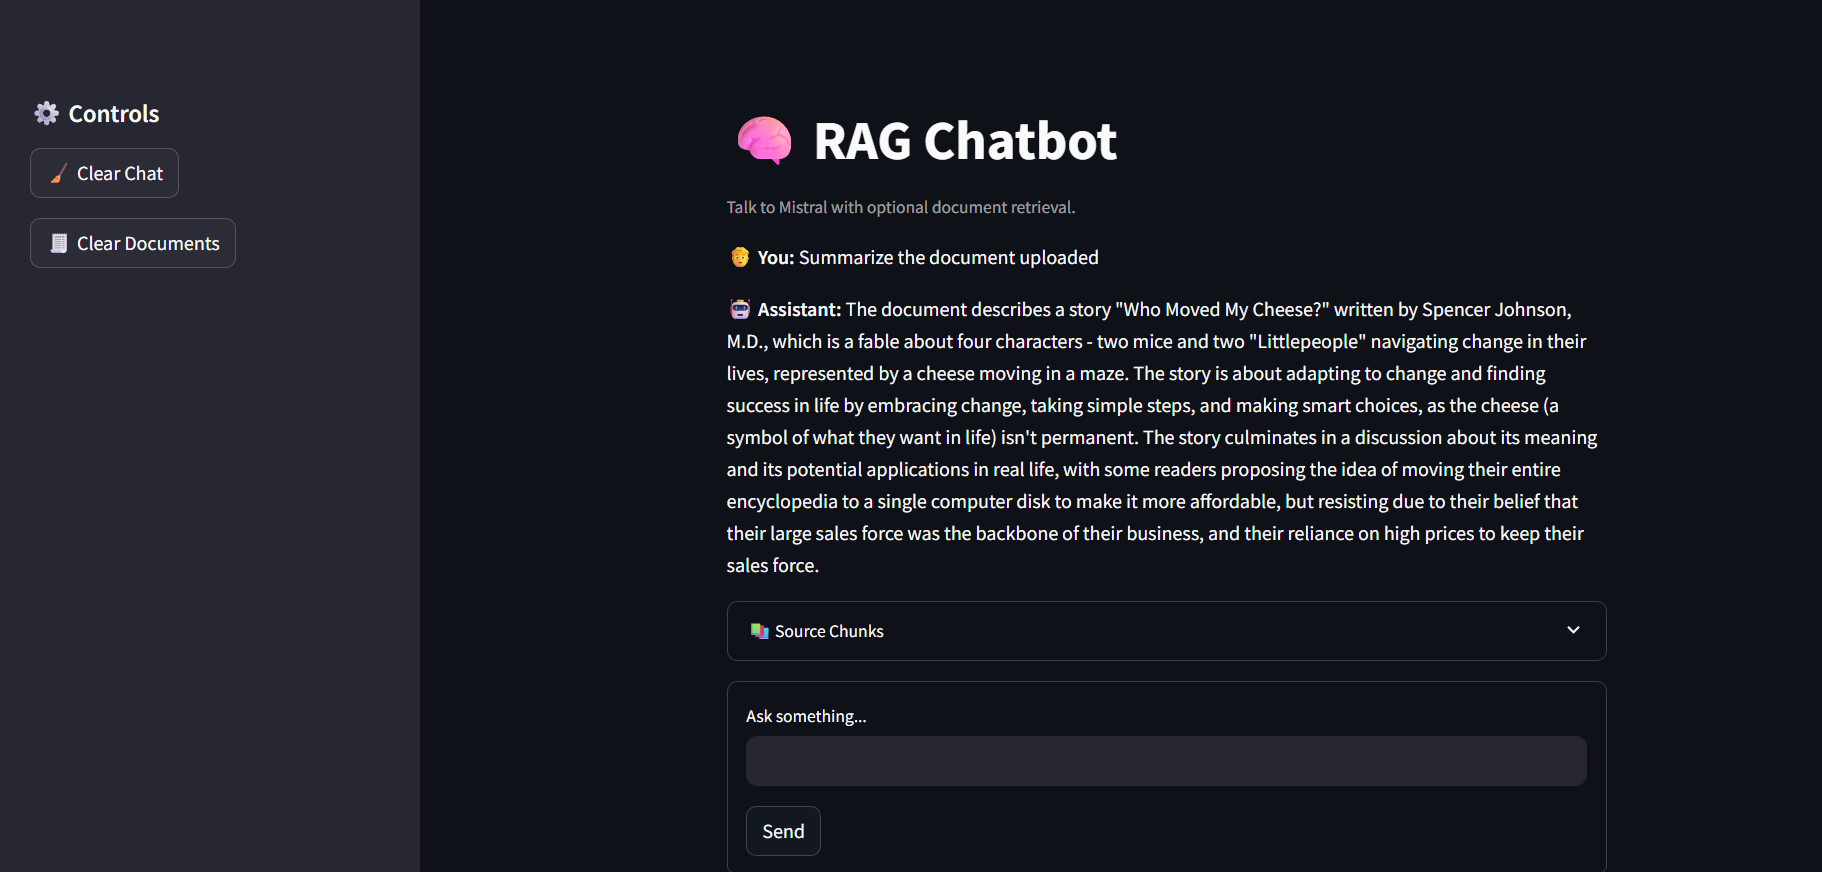 Controls
Clear Chat
Clear Documents
RAG Chatbot
Talk to Mistral with optional document retrieval.
You: Summarize the document uploaded
Assistant: The document describes a story "Who Moved My Cheese?" written by Spencer Johnson,
M.D., which is a fable about four characters - two mice and two "Littlepeople" navigating change in their
lives, represented by a cheese moving in a maze. The story is about adapting to change and finding
success in life by embracing change, taking simple steps, and making smart choices, as the cheese (a
symbol of what they want in life) isn't permanent. The story culminates in a discussion about its meaning
and its potential applications in real life, with some readers proposing the idea of moving their entire
encyclopedia to a single computer disk to make it more affordable, but resisting due to their belief that
their large sales force was the backbone of their business, and their reliance on high prices to keep their
sales force.
Source Chunks
Ask something...
Send